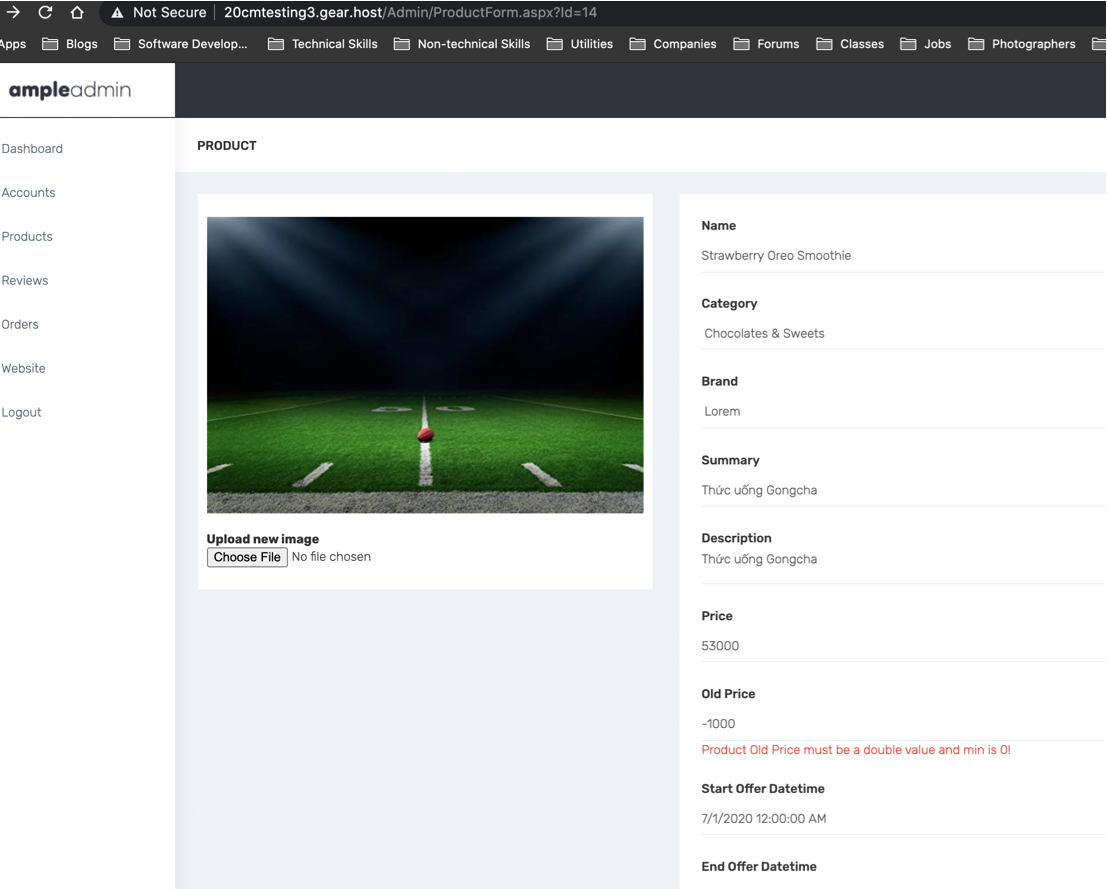 Not Secure 20cmtesting3.gear.host/Admin/ProductForm.aspx?Id=14
Apps Blogs Software Develop... Technical Skills Non-technical Skills Utilities Companies Forums Classes Jobs Photographers
ampleadmin
Dashboard
Accounts
Products
Reviews
Orders
Website
Logout
PRODUCT
5 0
Upload new image
Choose File No file chosen
Name
Strawberry Oreo Smoothie
Category
Chocolates & Sweets
Brand
Lorem
Summary
Thức uống Gongcha
Description
Thức uống Gongcha
Price
53000
Old Price
-1000
Product Old Price must be a double value and min is 0!
Start Offer Datetime
7/1/2020 12:00:00 AM
End Offer Datetime